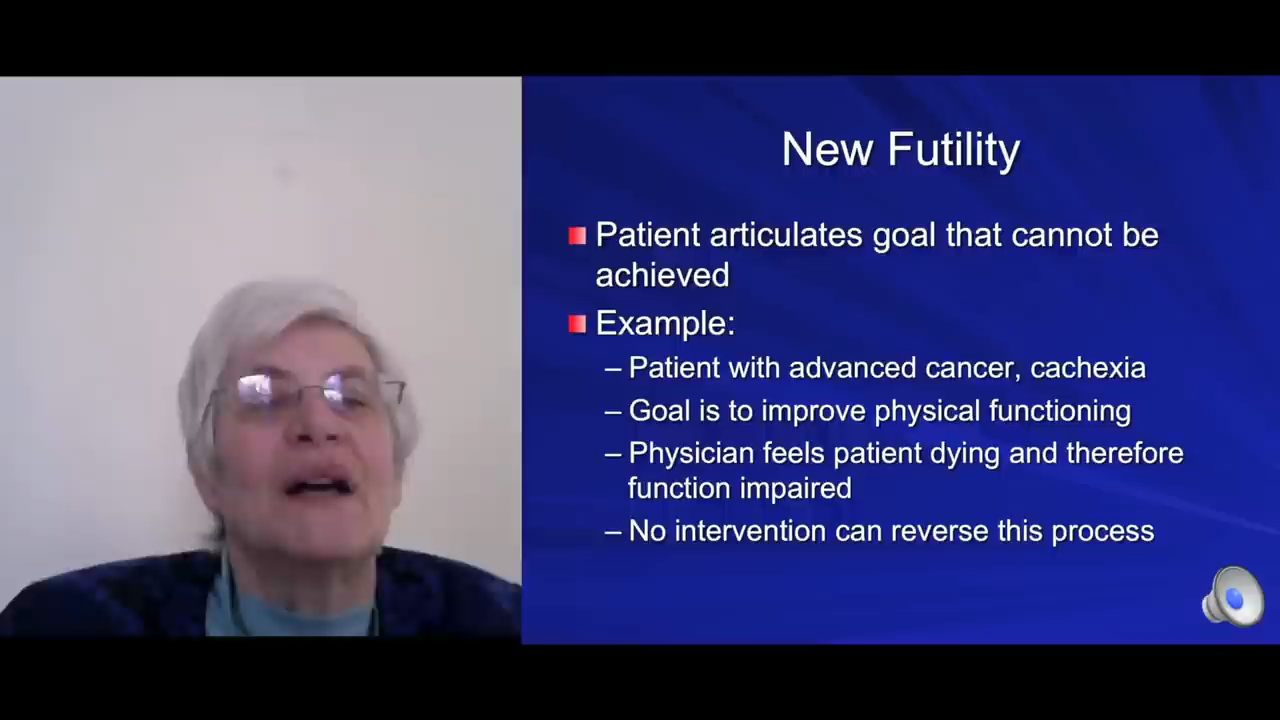 New Futility
Patient articulates goal that cannot be
achieved
Example:
– Patient with advanced cancer, cachexia
– Goal is to improve physical functioning
– Physician feels patient dying and therefore
function impaired
– No intervention can reverse this process